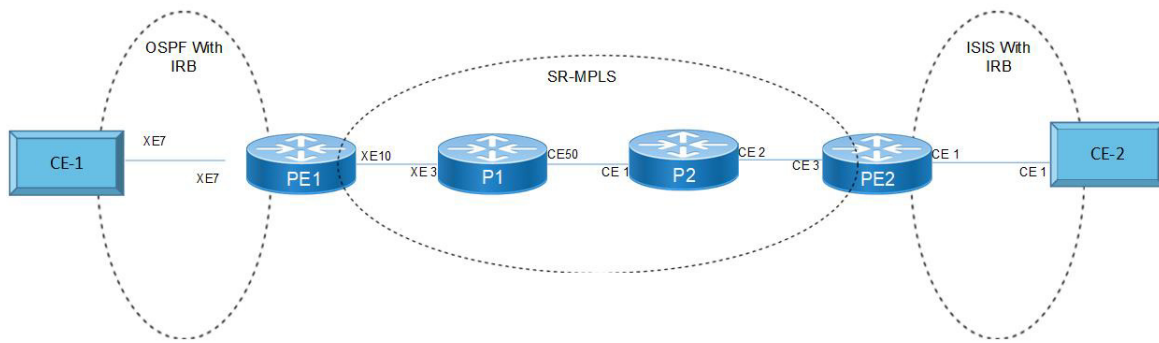 OSPF With
IRB
ISIS With
IRB
SR-MPLS
CE-1
XE7
XE7
PE1
XE10
XE 3
P1
CE50
CE 1
P2
CE 2
CE 3
PE2
CE 1
CE 1
CE-2